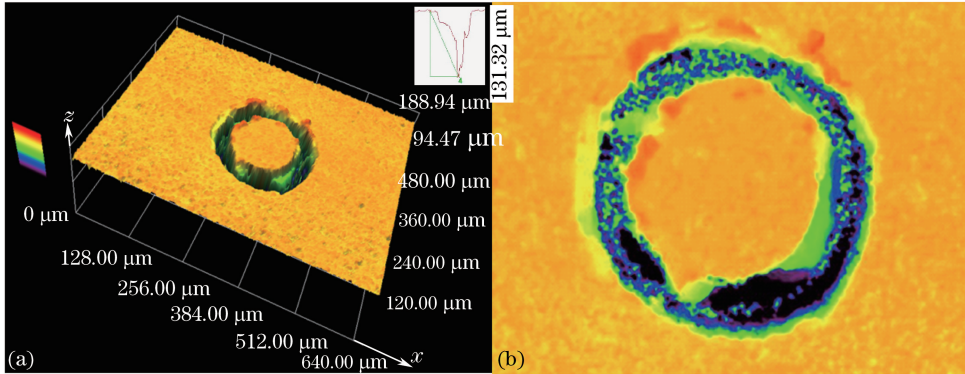 131.32 μm
188.94 μm
94.47 μm
z
480.00 μm
0 μm
360.00 μm
128.00 μm
240.00 μm
256.00 μm
120.00 μm
384.00 μm
512.00 μm
640.00 μm
x
(a)
(b)